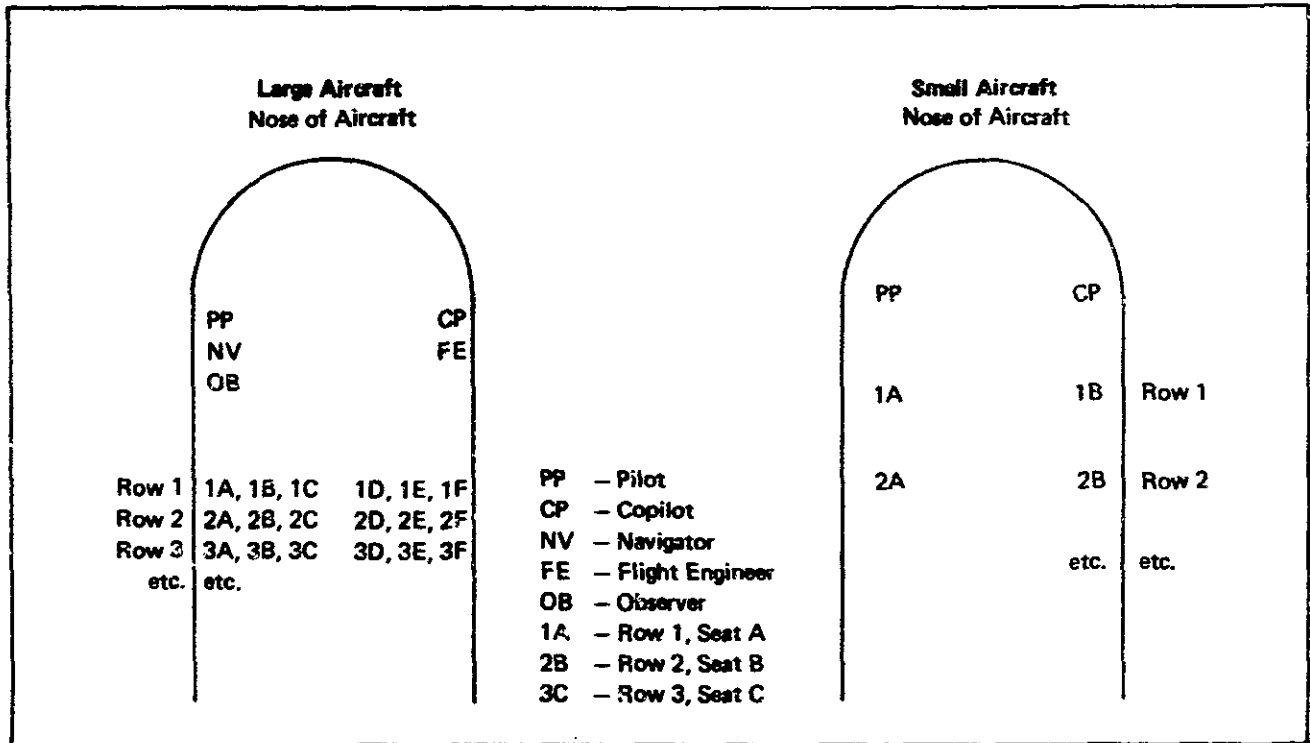 Large Aircraft
Nose of Aircraft
PP CP
NV FE
OB
Row 1 1A, 1B, 1C 1D, 1E, 1F
Row 2 2A, 2B, 2C 2D, 2E, 2F
Row 3 3A, 3B, 3C 3D, 3E, 3F
etc. etc.
PP – Pilot
CP – Copilot
NV – Navigator
FE – Flight Engineer
OB – Observer
1A – Row 1, Seat A
2B – Row 2, Seat B
3C – Row 3, Seat C
Small Aircraft
Nose of Aircraft
PP CP
1A 1B Row 1
2A 2B Row 2
etc. etc.